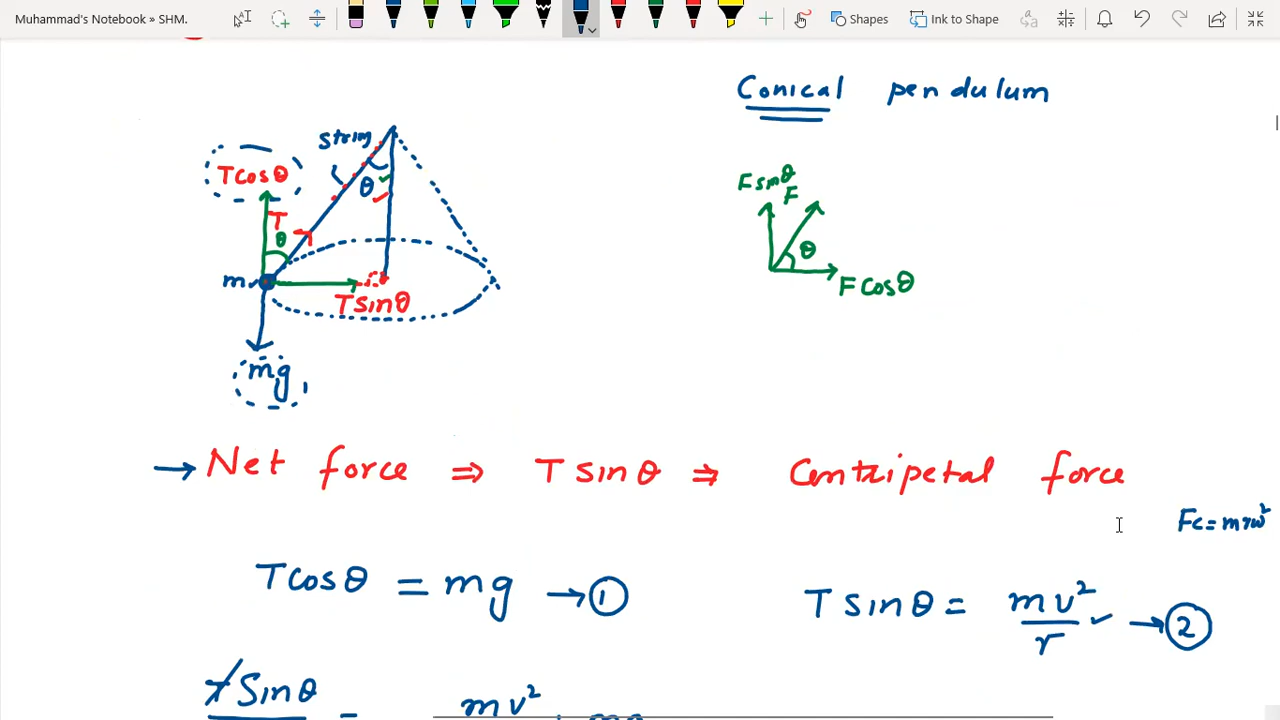 Muhammad's Notebook » SHM.
Shapes
Ink to Shape
Conical pendulum
String
Tcosθ
θ
T
θ
m
Tsinθ
mg
Fsinθ
F
θ
Fcosθ
→ Net force ⇒ Tsinθ ⇒ Centripetal force
Fc=mrω²
Tcosθ = mg → ①
Tsinθ = mv²/r ✓ → ②
TSinθ =
mv²